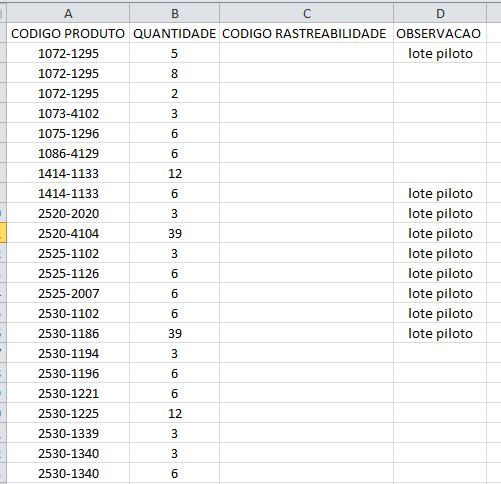 A B C D
CODIGO PRODUTO QUANTIDADE CODIGO RASTREABILIDADE OBSERVACAO
1072-1295 5 lote piloto
1072-1295 8
1072-1295 2
1073-4102 3
1075-1296 6
1086-4129 6
1414-1133 12
1414-1133 6 lote piloto
2520-2020 3 lote piloto
2520-4104 39 lote piloto
2525-1102 3 lote piloto
2525-1126 6 lote piloto
2525-2007 6 lote piloto
2530-1102 6 lote piloto
2530-1186 39 lote piloto
2530-1194 3
2530-1196 6
2530-1221 6
2530-1225 12
2530-1339 3
2530-1340 3
2530-1340 6